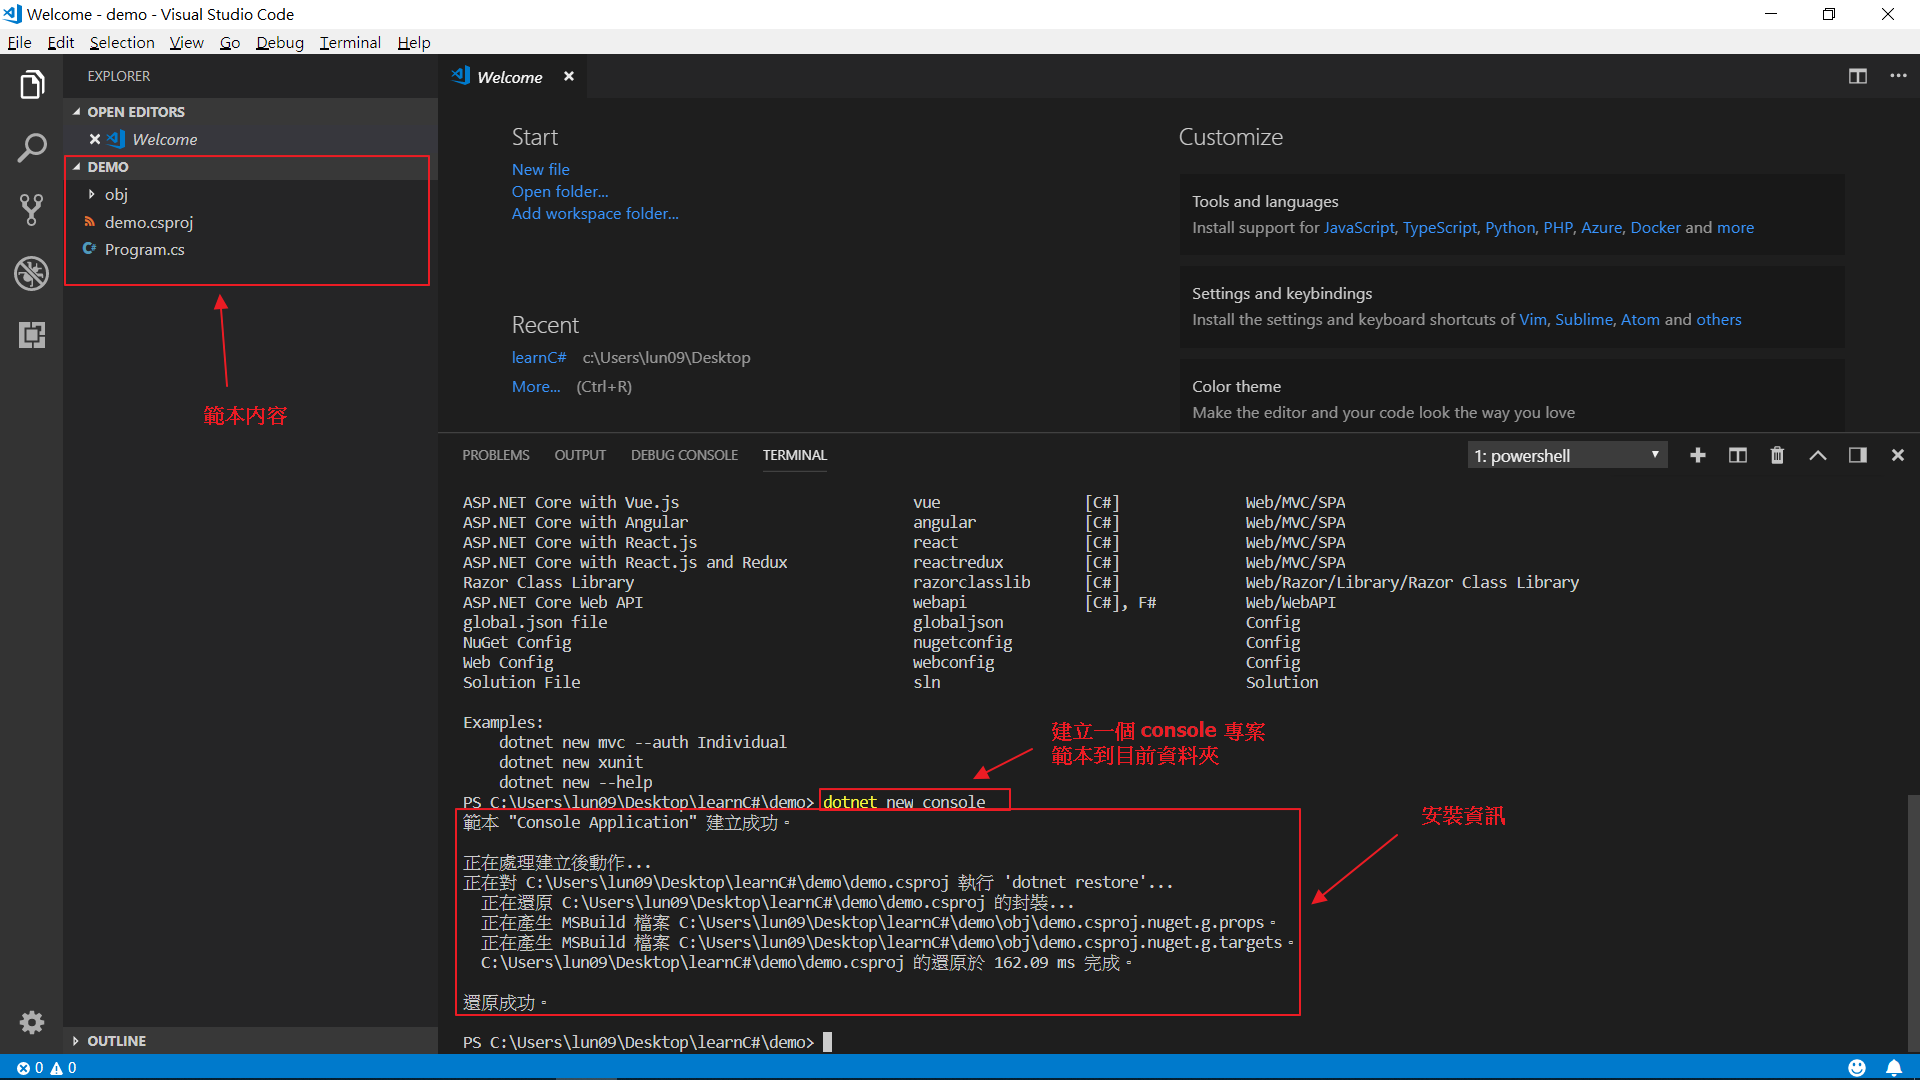 Welcome - demo - Visual Studio Code
File Edit Selection View Go Debug Terminal Help
EXPLORER
OPEN EDITORS
Welcome
DEMO
obj
demo.csproj
C# Program.cs
範本內容
OUTLINE
Welcome
Start
New file
Open folder...
Add workspace folder...
Recent
learnC# c:\Users\lun09\Desktop
More... (Ctrl+R)
Customize
Tools and languages
Install support for JavaScript, TypeScript, Python, PHP, Azure, Docker and more
Settings and keybindings
Install the settings and keyboard shortcuts of Vim, Sublime, Atom and others
Color theme
Make the editor and your code look the way you love
PROBLEMS OUTPUT DEBUG CONSOLE TERMINAL 1: powershell
ASP.NET Core with Vue.js vue [C#] Web/MVC/SPA
ASP.NET Core with Angular angular [C#] Web/MVC/SPA
ASP.NET Core with React.js react [C#] Web/MVC/SPA
ASP.NET Core with React.js and Redux reactredux [C#] Web/MVC/SPA
Razor Class Library razorclasslib [C#] Web/Razor/Library/Razor Class Library
ASP.NET Core Web API webapi [C#], F# Web/WebAPI
global.json file globaljson Config
NuGet Config nugetconfig Config
Web Config webconfig Config
Solution File sln Solution
Examples:
dotnet new mvc --auth Individual
dotnet new xunit
dotnet new --help
PS C:\Users\lun09\Desktop\learnC#\demo> dotnet new console
建立一個 console 專案
範本到目前資料夾
範本 "Console Application" 建立成功。
正在處理建立後動作...
正在對 C:\Users\lun09\Desktop\learnC#\demo\demo.csproj 執行 'dotnet restore'...
正在還原 C:\Users\lun09\Desktop\learnC#\demo\demo.csproj 的封裝...
正在產生 MSBuild 檔案 C:\Users\lun09\Desktop\learnC#\demo\obj\demo.csproj.nuget.g.props。
正在產生 MSBuild 檔案 C:\Users\lun09\Desktop\learnC#\demo\obj\demo.csproj.nuget.g.targets。
C:\Users\lun09\Desktop\learnC#\demo\demo.csproj 的還原於 162.09 ms 完成。
還原成功。
安裝資訊
PS C:\Users\lun09\Desktop\learnC#\demo>
0 0